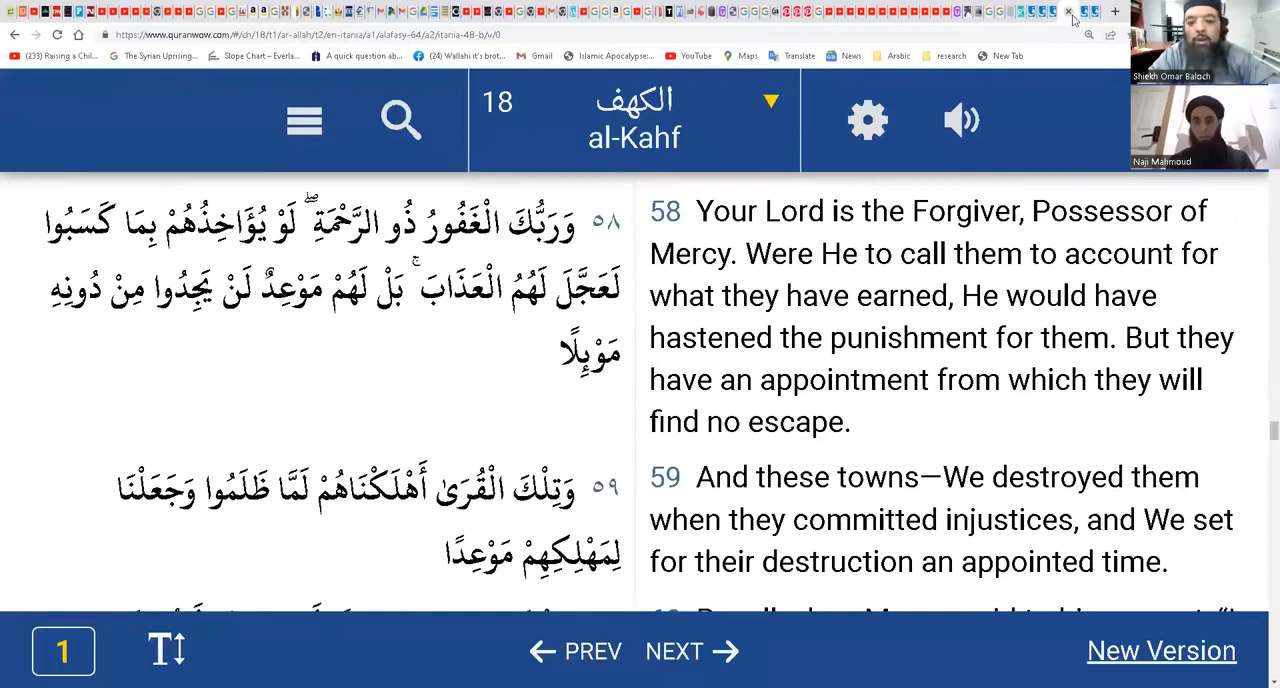 https://www.quranwow.com/#/ch/18/t1/ar-allah/t2/en-itania/a1/alafasy-64/a2/itania-48-b/v/0
(233) Raising a Chil... The Syrian Uprising... Slope Chart – Everla... A quick question ab... (24) Wallahi it's brot... Gmail Islamic Apocalypse:... YouTube Maps Translate News Arabic research New Tab
Shiekh Omar Baloch
Naji Mahmoud
18
الكهف
al-Kahf
٥٨ وَرَبُّكَ الْغَفُورُ ذُو الرَّحْمَةِ ۖ لَوْ يُؤَاخِذُهُمْ بِمَا كَسَبُوا
لَعَجَّلَ لَهُمُ الْعَذَابَ ۚ بَلْ لَهُمْ مَوْعِدٌ لَنْ يَجِدُوا مِنْ دُونِهِ
مَوْئِلًا
58 Your Lord is the Forgiver, Possessor of
Mercy. Were He to call them to account for
what they have earned, He would have
hastened the punishment for them. But they
have an appointment from which they will
find no escape.
٥٩ وَتِلْكَ الْقُرَىٰ أَهْلَكْنَاهُمْ لَمَّا ظَلَمُوا وَجَعَلْنَا
لِمَهْلِكِهِمْ مَوْعِدًا
59 And these towns—We destroyed them
when they committed injustices, and We set
for their destruction an appointed time.
1
T
PREV NEXT
New Version